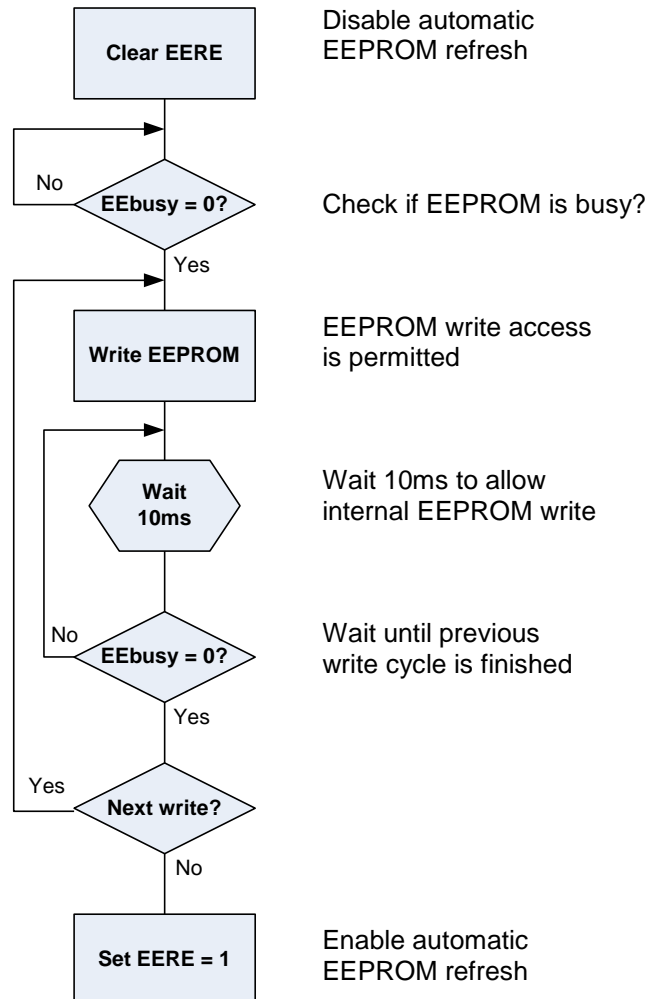 Clear EERE
Disable automatic
EEPROM refresh
No
EEbusy = 0?
Check if EEPROM is busy?
Yes
Write EEPROM
EEPROM write access
is permitted
Wait
10ms
Wait 10ms to allow
internal EEPROM write
No
EEbusy = 0?
Wait until previous
write cycle is finished
Yes
Yes
Next write?
No
Set EERE = 1
Enable automatic
EEPROM refresh